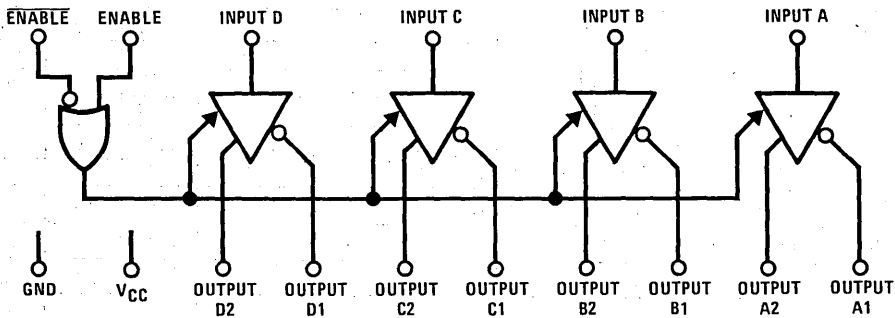 ENABLE ENABLE INPUT D INPUT C INPUT B INPUT A
GND VCC OUTPUT D2 OUTPUT D1 OUTPUT C2 OUTPUT C1 OUTPUT B2 OUTPUT B1 OUTPUT A2 OUTPUT A1